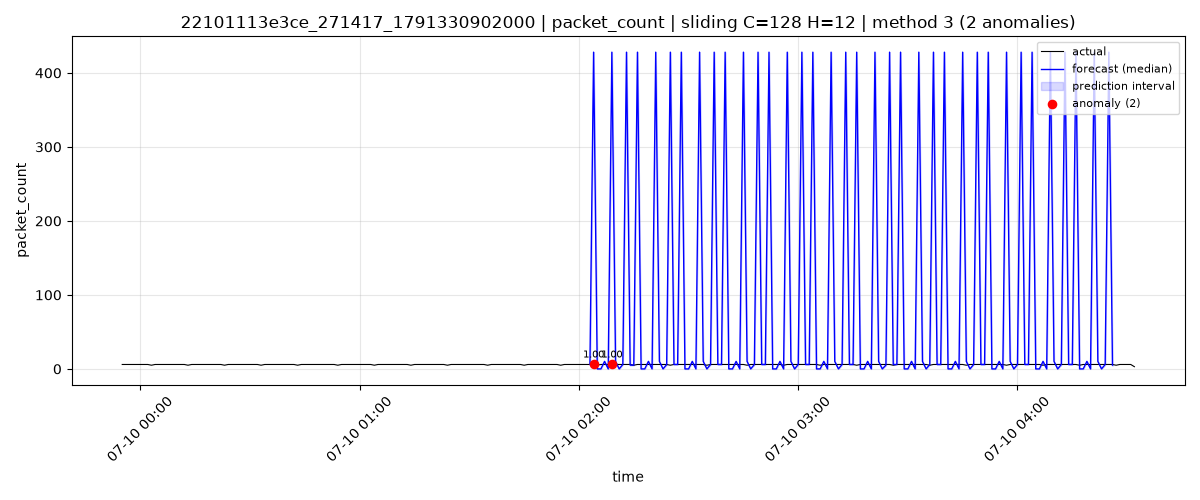 22101113e3ce_271417_1791330902000 | packet_count | sliding C=128 H=12 | method 3 (2 anomalies)
actual
forecast (median)
prediction interval
anomaly (2)
packet_count
400
300
200
100
0
1.00
1.00
07-10 00:00
07-10 01:00
07-10 02:00
07-10 03:00
07-10 04:00
time